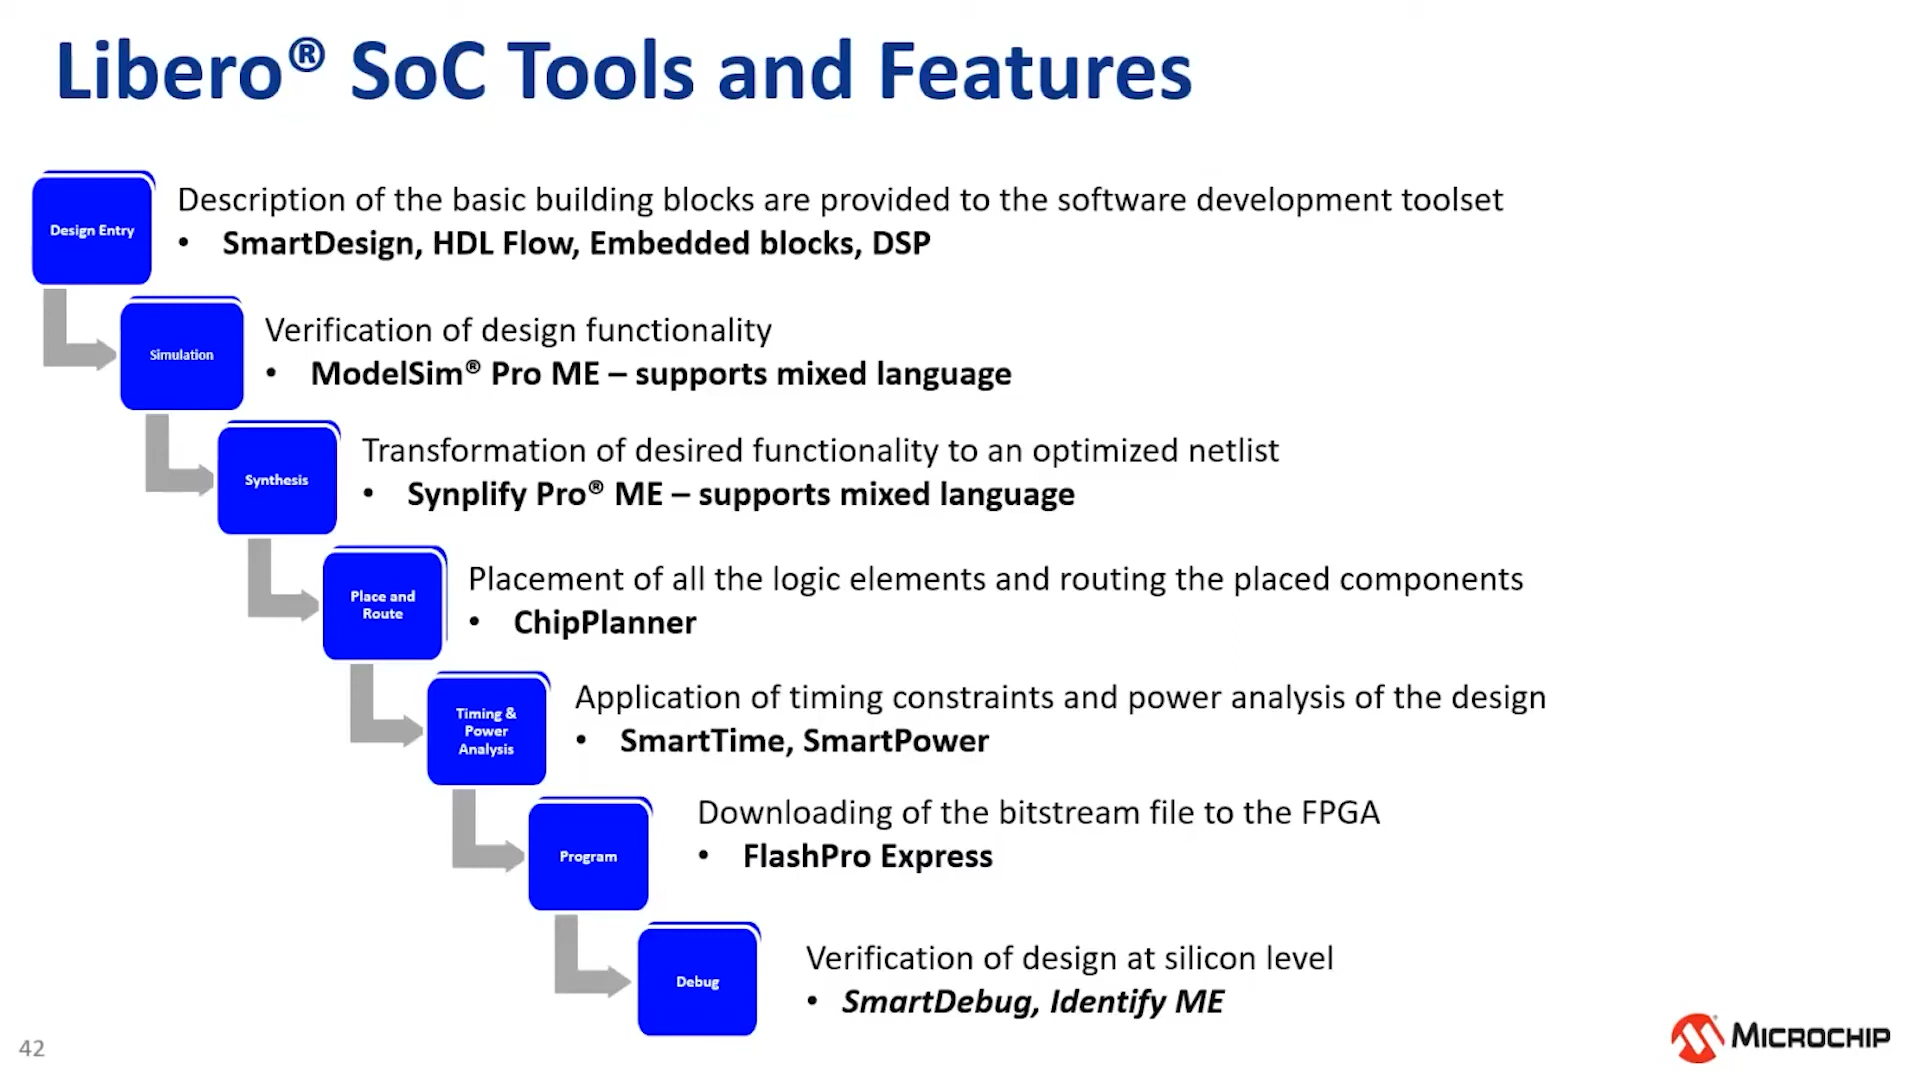 Libero® SoC Tools and Features
Design Entry
Description of the basic building blocks are provided to the software development toolset
• SmartDesign, HDL Flow, Embedded blocks, DSP
Simulation
Verification of design functionality
• ModelSim® Pro ME – supports mixed language
Synthesis
Transformation of desired functionality to an optimized netlist
• Synplify Pro® ME – supports mixed language
Place and
Route
Placement of all the logic elements and routing the placed components
• ChipPlanner
Timing &
Power
Analysis
Application of timing constraints and power analysis of the design
• SmartTime, SmartPower
Program
Downloading of the bitstream file to the FPGA
• FlashPro Express
Debug
Verification of design at silicon level
• SmartDebug, Identify ME
42
MICROCHIP